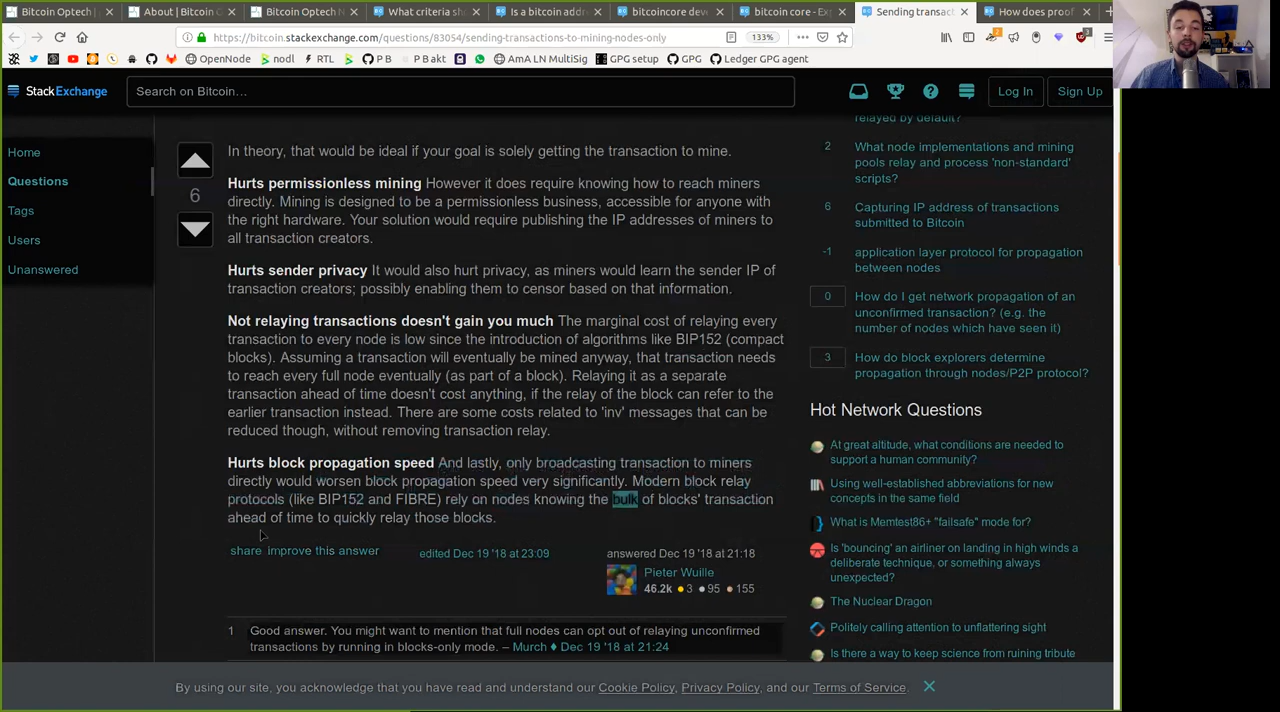 Bitcoin Optech
About | Bitcoin O
Bitcoin Optech N
What criteria sh
Is a bitcoin addr
bitcoincore dev
bitcoin core - Ex
Sending transact
How does proof
https://bitcoin.stackexchange.com/questions/83054/sending-transactions-to-mining-nodes-only
133%
OpenNode
nodl
RTL
P B
P B akt
AmA LN MultiSig
GPG setup
GPG
Ledger GPG agent
StackExchange
Search on Bitcoin…
Log In
Sign Up
Home
Questions
Tags
Users
Unanswered
6
In theory, that would be ideal if your goal is solely getting the transaction to mine.
Hurts permissionless mining However it does require knowing how to reach miners
directly. Mining is designed to be a permissionless business, accessible for anyone with
the right hardware. Your solution would require publishing the IP addresses of miners to
all transaction creators.
Hurts sender privacy It would also hurt privacy, as miners would learn the sender IP of
transaction creators; possibly enabling them to censor based on that information.
Not relaying transactions doesn't gain you much The marginal cost of relaying every
transaction to every node is low since the introduction of algorithms like BIP152 (compact
blocks). Assuming a transaction will eventually be mined anyway, that transaction needs
to reach every full node eventually (as part of a block). Relaying it as a separate
transaction ahead of time doesn't cost anything, if the relay of the block can refer to the
earlier transaction instead. There are some costs related to 'inv' messages that can be
reduced though, without removing transaction relay.
Hurts block propagation speed And lastly, only broadcasting transaction to miners
directly would worsen block propagation speed very significantly. Modern block relay
protocols (like BIP152 and FIBRE) rely on nodes knowing the bulk of blocks' transaction
ahead of time to quickly relay those blocks.
share improve this answer
edited Dec 19 '18 at 23:09
answered Dec 19 '18 at 21:18
Pieter Wuille
46.2k 3 95 155
1
Good answer. You might want to mention that full nodes can opt out of relaying unconfirmed
transactions by running in blocks-only mode. – Murch ♦ Dec 19 '18 at 21:24
relayed by default?
2
What node implementations and
mining pools relay and process 'non-standard'
scripts?
6
Capturing IP address of transactions
submitted to Bitcoin
-1
application layer protocol for propagation
between nodes
0
How do I get network propagation of an
unconfirmed transaction? (e.g. the
number of nodes which have seen it)
3
How do block explorers determine
propagation through nodes/P2P protocol?
Hot Network Questions
At great altitude, what conditions are needed to
support a human community?
Using well-established abbreviations for new
concepts in the same field
What is Memtest86+ "failsafe" mode for?
Is 'bouncing' an airliner on landing in high winds a
deliberate technique, or something always
unexpected?
The Nuclear Dragon
Politely calling attention to unflattering sight
Is there a way to keep science from ruining tribute
By using our site, you acknowledge that you have read and understand our Cookie Policy, Privacy Policy, and our Terms of Service.